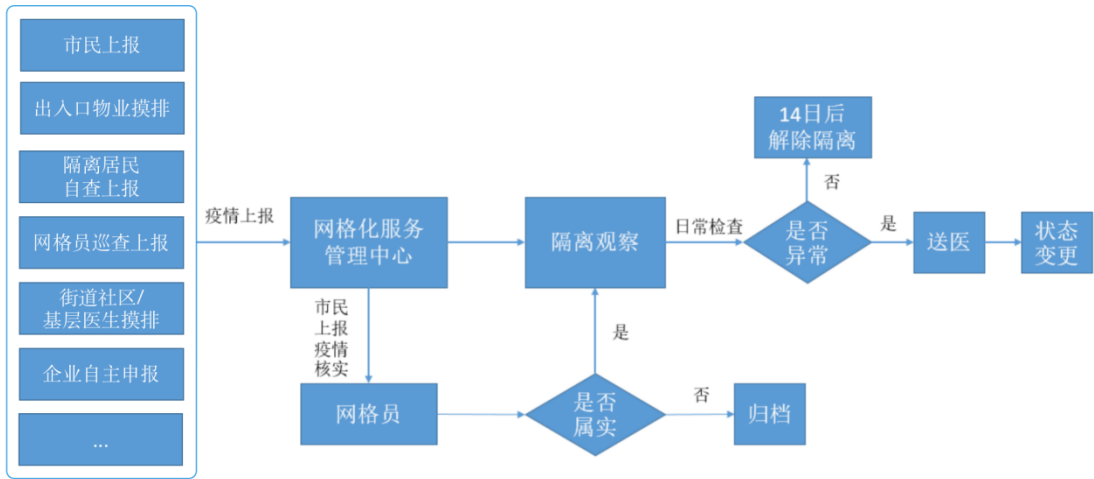 市民上报
出入口物业摸排
隔离居民
自查上报
网格员巡查上报
街道社区/
基层医生摸排
企业自主申报
...
疫情上报
网格化服务
管理中心
市民
上报
疫情
核实
网格员
隔离观察
是
是否
属实
否
归档
日常检查
是否
异常
否
14日后
解除隔离
是
送医
状态
变更